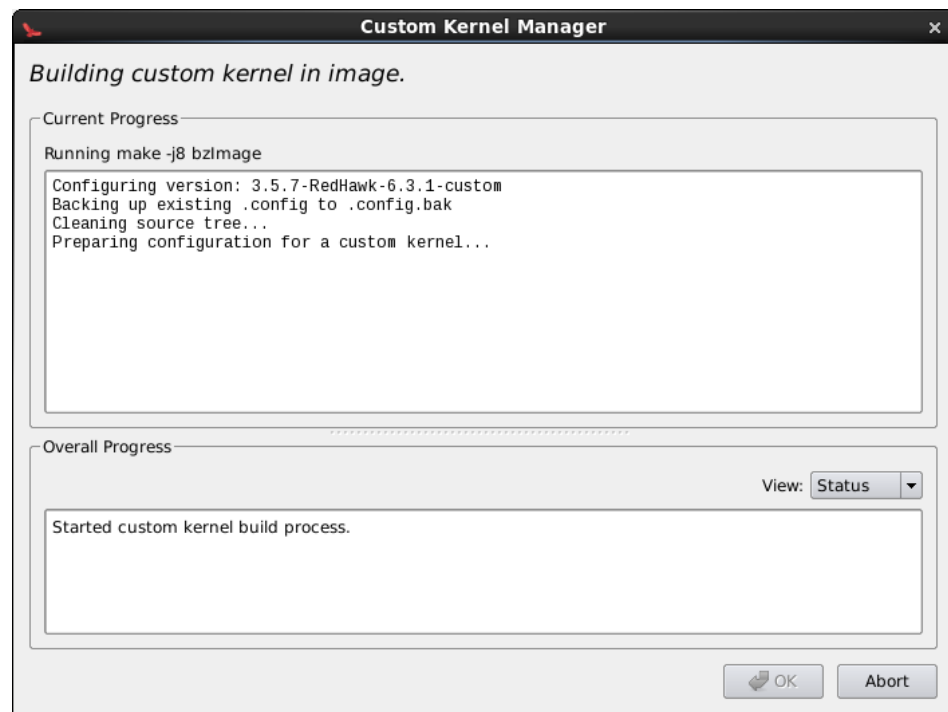 Custom Kernel Manager
Building custom kernel in image.
Current Progress
Running make -j8 bzImage
Configuring version: 3.5.7-RedHawk-6.3.1-custom
Backing up existing .config to .config.bak
Cleaning source tree...
Preparing configuration for a custom kernel...
Overall Progress
View: Status
Started custom kernel build process.
OK Abort